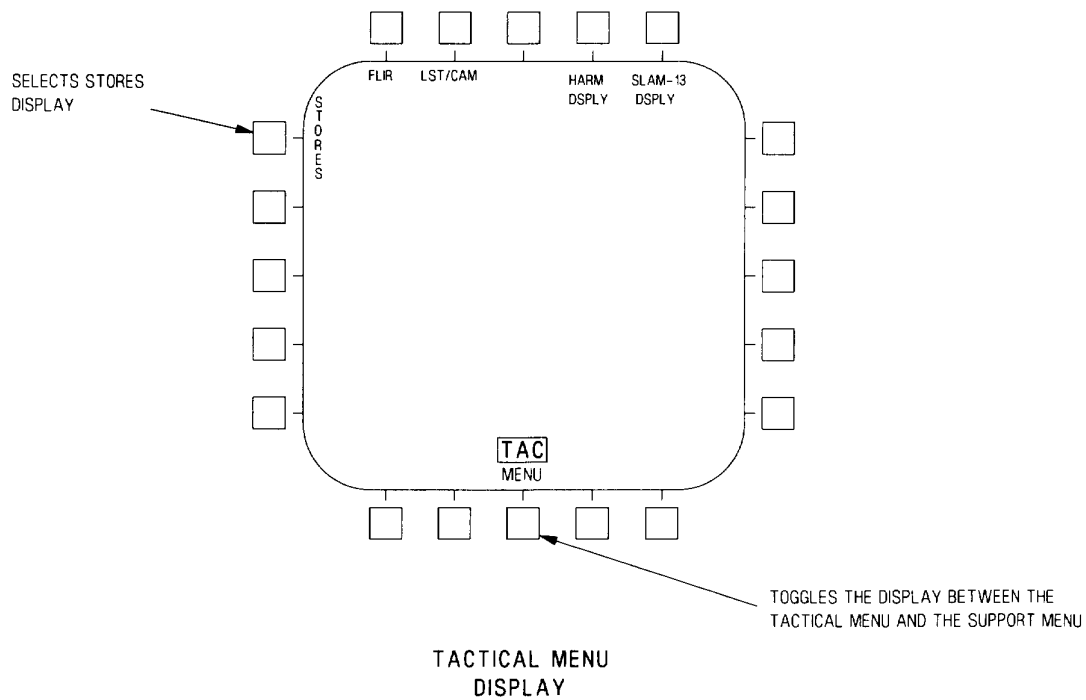 SELECTS STORES
DISPLAY
FLIR
LST/CAM
HARM
DSPLY
SLAM-13
DSPLY
STORES
TAC
MENU
TOGGLES THE DISPLAY BETWEEN THE
TACTICAL MENU AND THE SUPPORT MENU
TACTICAL MENU
DISPLAY